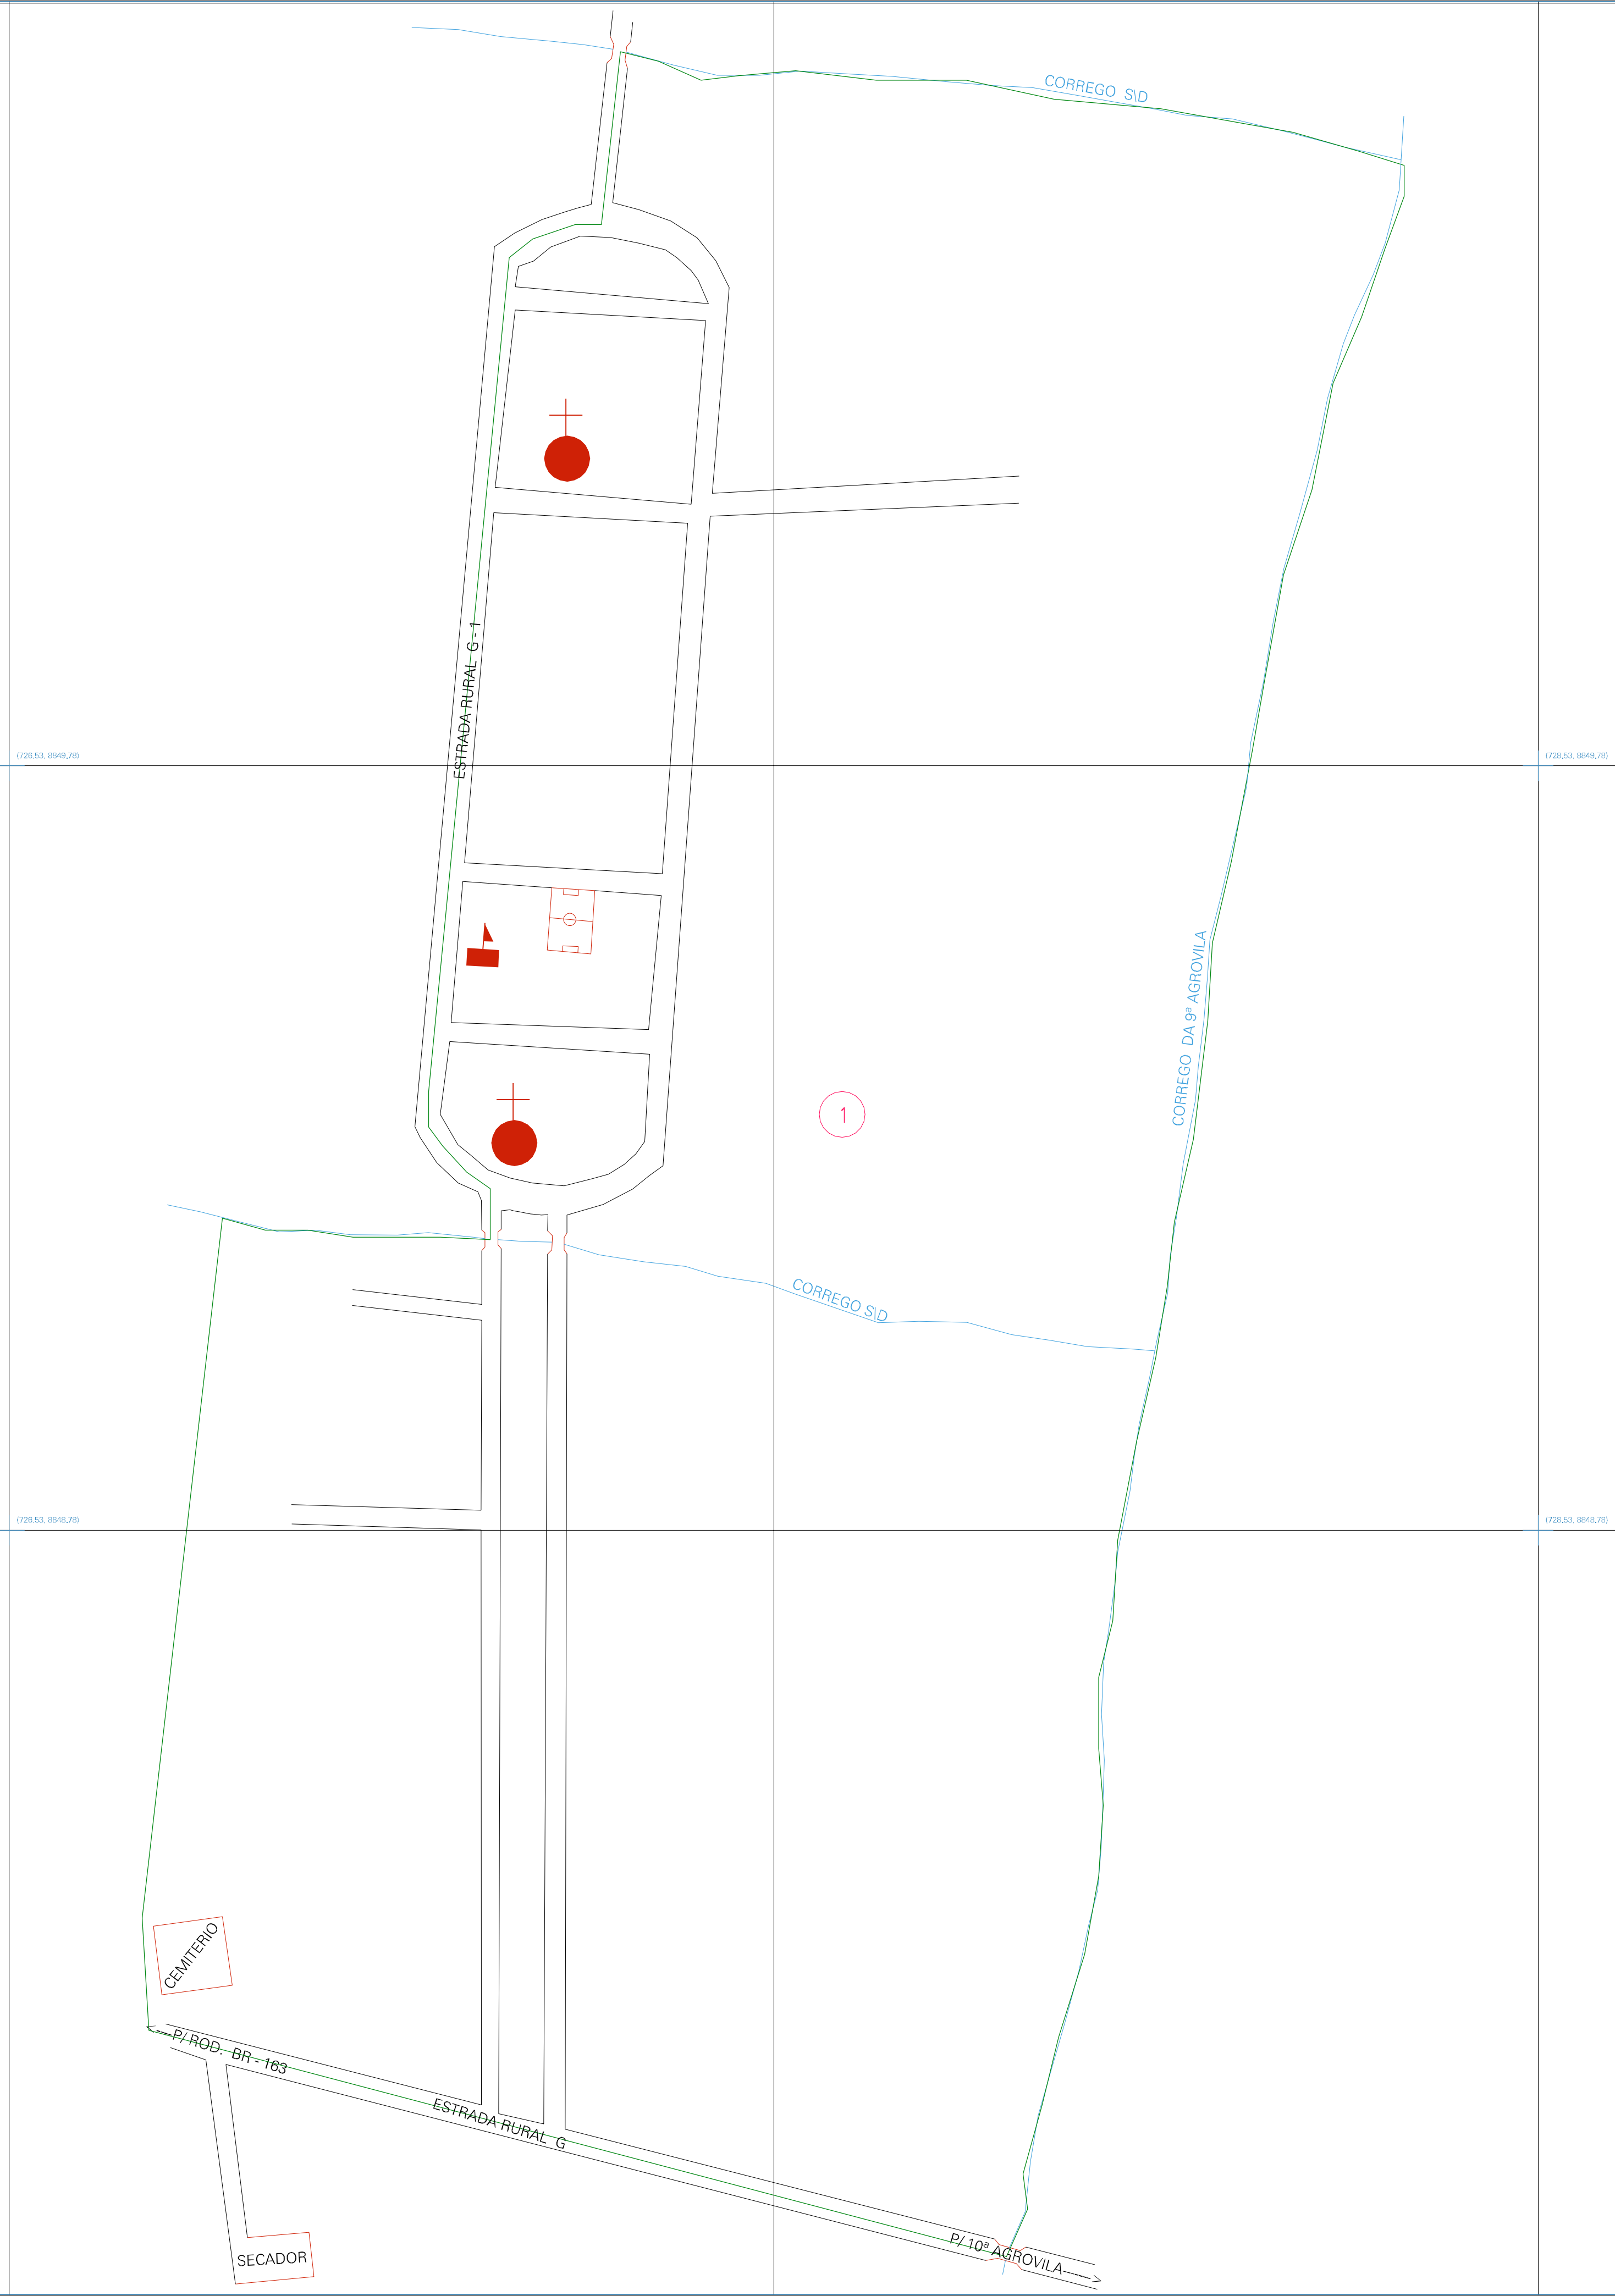 CORREGO S\D
ESTRADA RURAL G - 1
(728.53, 8849.78)
(728.53, 8849.78)
CORREGO DA 9ª AGROVILA
1
CORREGO S\D
(728.53, 8848.78)
(728.53, 8848.78)
CEMITERIO
P/ ROD. BR - 163
ESTRADA RURAL G
P/ 10ª AGROVILA
SECADOR